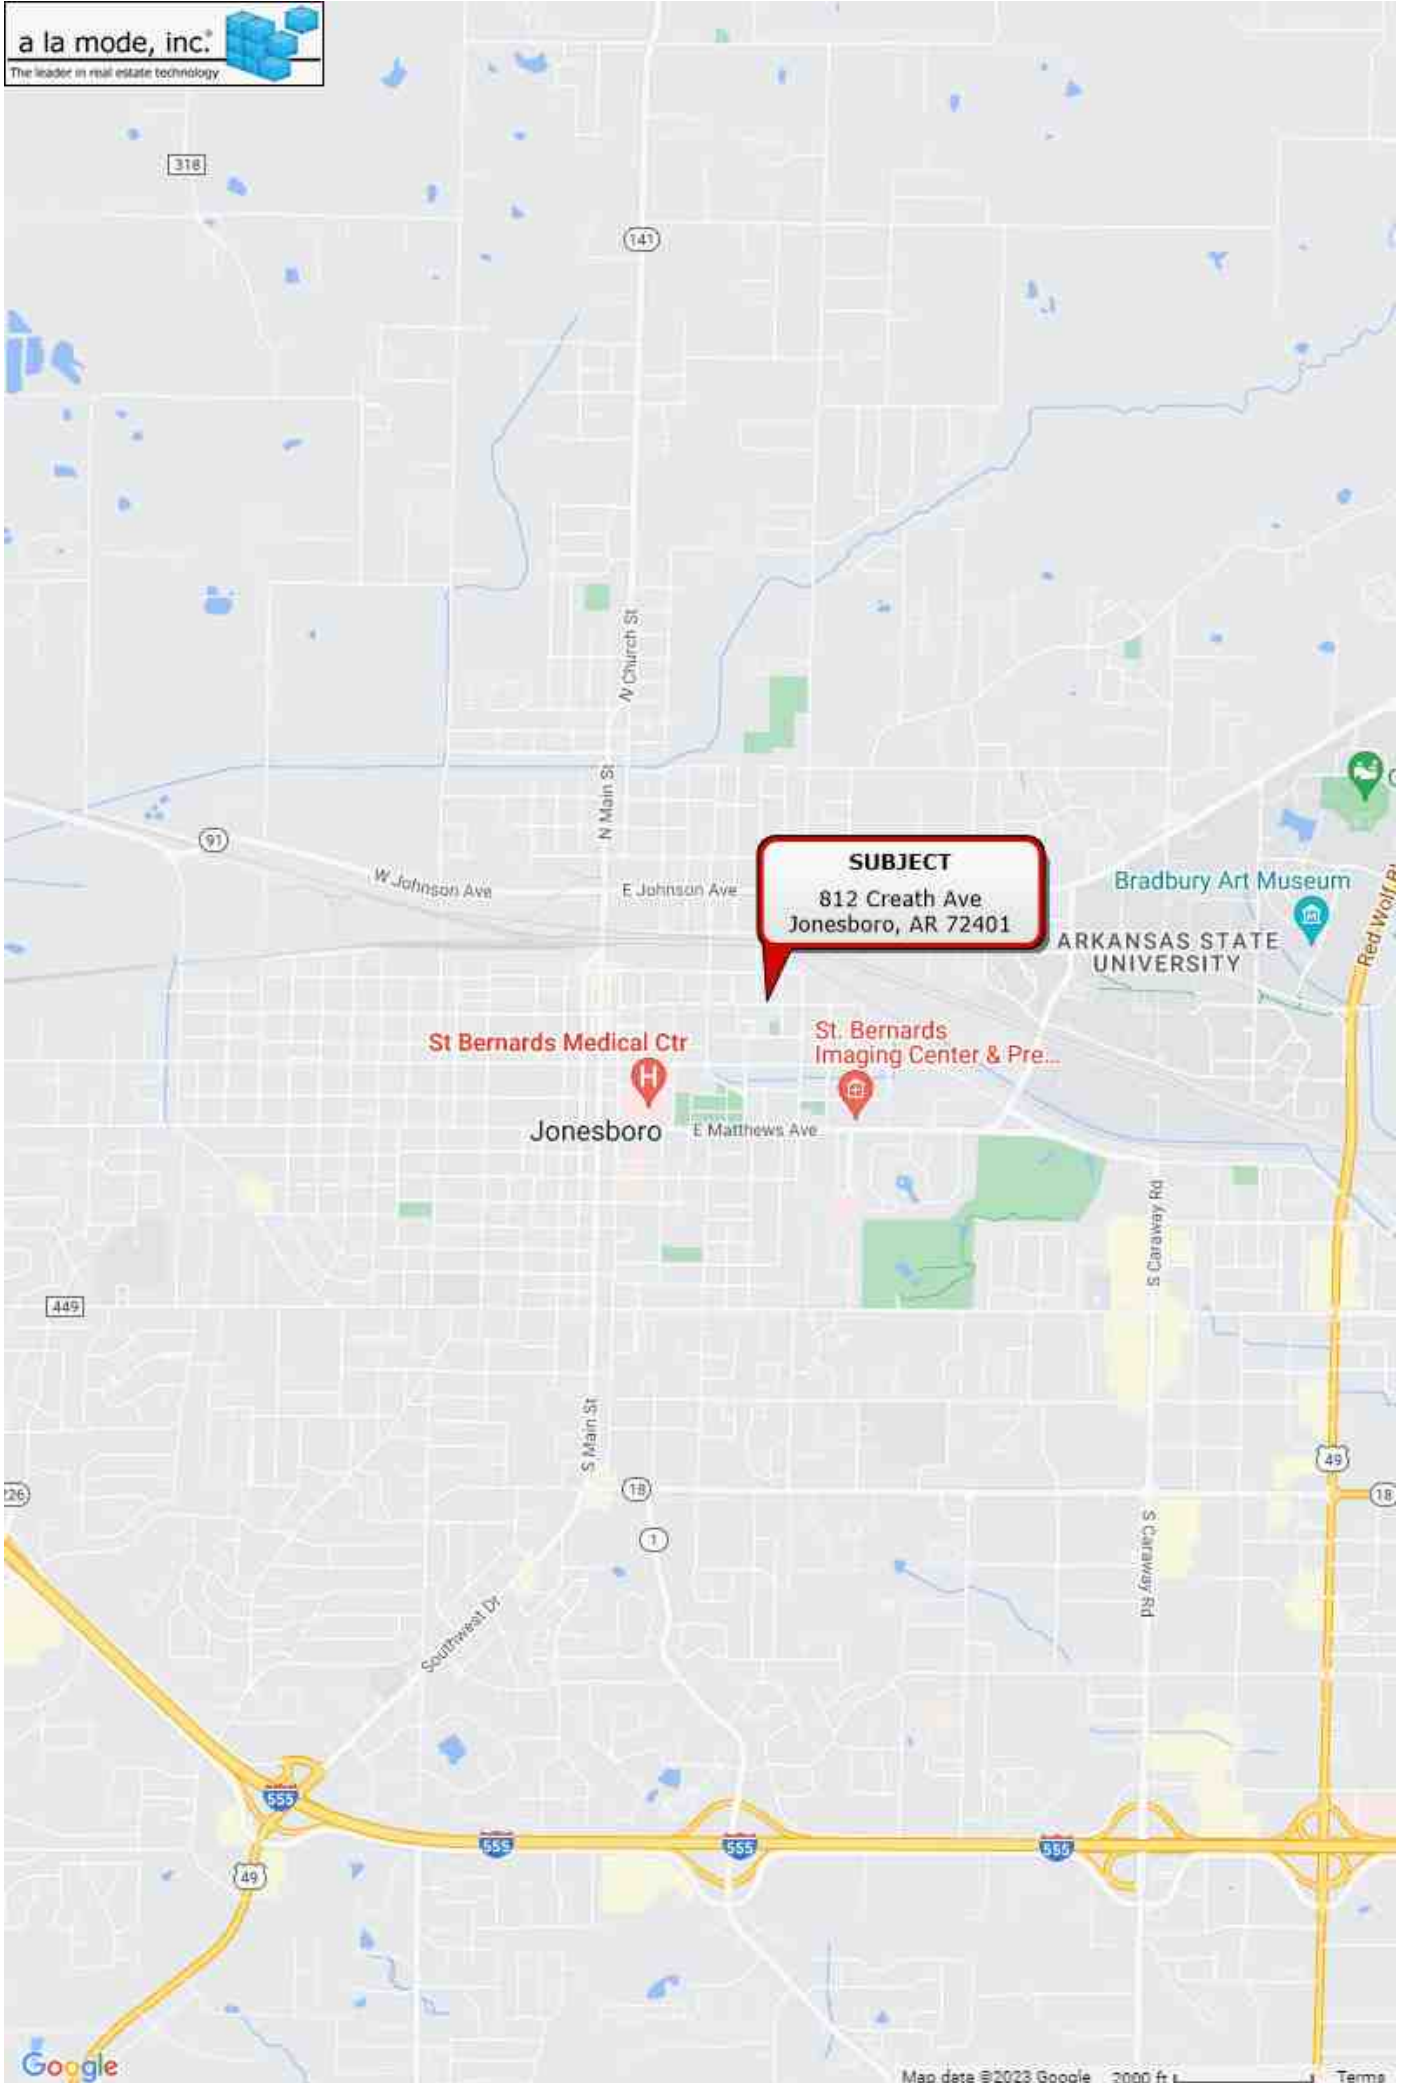 a la mode, inc.
The leader in real estate technology
318
141
N Church St
N Main St
91
W Johnson Ave
E Johnson Ave
SUBJECT
812 Creath Ave
Jonesboro, AR 72401
Bradbury Art Museum
ARKANSAS STATE
UNIVERSITY
Red Wolf
St Bernards Medical Ctr
H
St. Bernards
Imaging Center & Pre...
Jonesboro
E Matthews Ave
S Caraway Rd
449
S Main St
49
18
18
1
S Caraway Rd
Southwest Dr
555
555
555
555
49
Google
Map data ©2023 Google
2000 ft
Terms